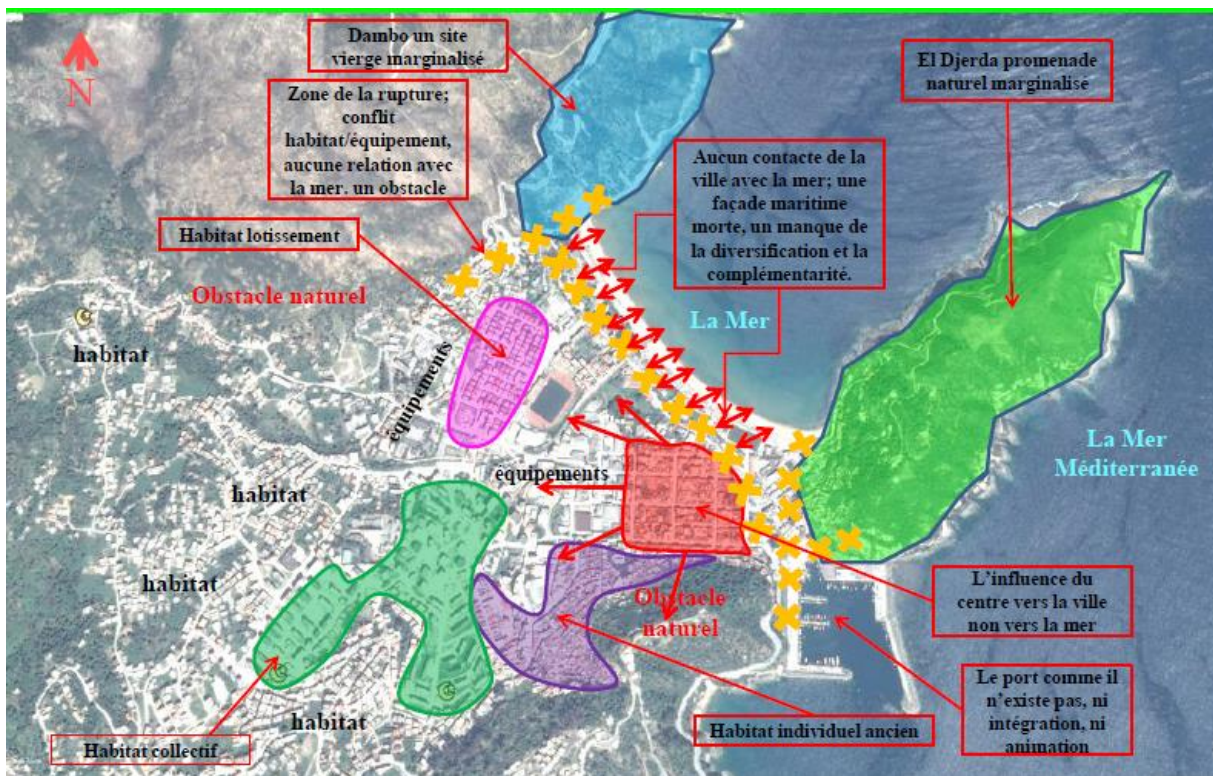 Dambo un site
vierge marginalisé
El Djerda promenade
naturel marginalisé
N
Zone de la rupture;
conflit
habitat/équipement,
aucune relation avec
la mer. un obstacle
Aucun contacte de la
ville avec la mer; une
façade maritime
morte, un manque de
la diversification et la
complémentarité.
Habitat lotissement
Obstacle naturel
La Mer
habitat
équipements
La Mer
Méditerranée
équipements
habitat
habitat
Obstacle
naturel
L'influence du
centre vers la ville
non vers la mer
Le port comme il
n'existe pas, ni
intégration, ni
animation
habitat
Habitat individuel ancien
Habitat collectif